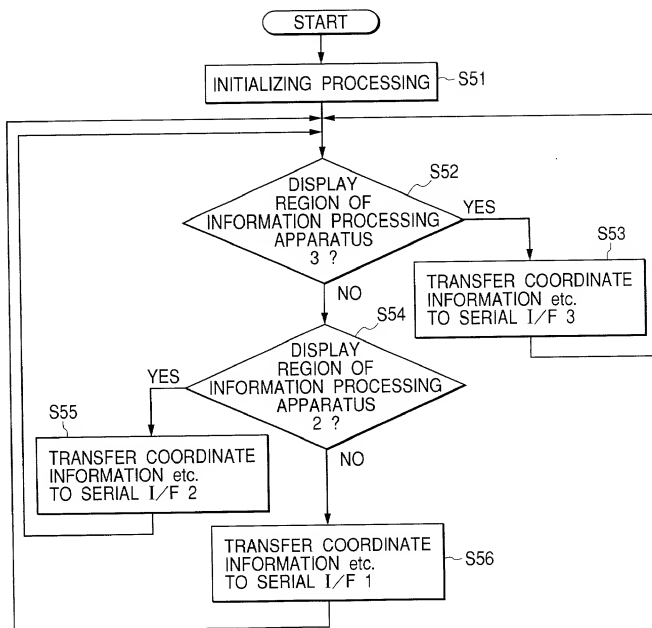 START
INITIALIZING PROCESSING
S51
DISPLAY
REGION OF
INFORMATION PROCESSING
APPARATUS
3 ?
S52
YES
S53
TRANSFER COORDINATE
INFORMATION etc.
TO SERIAL I/F 3
NO
S54
DISPLAY
REGION OF
INFORMATION PROCESSING
APPARATUS
2 ?
YES
S55
TRANSFER COORDINATE
INFORMATION etc.
TO SERIAL I/F 2
NO
TRANSFER COORDINATE
INFORMATION etc.
TO SERIAL I/F 1
S56